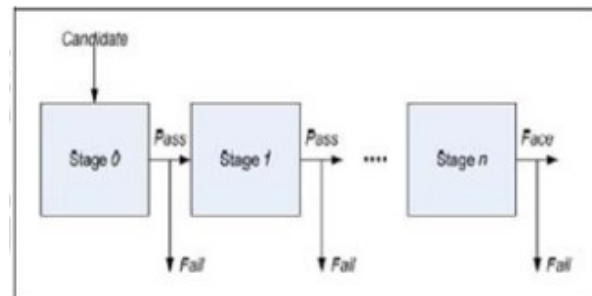 Candidate
Pass Pass Face
Stage 0 Stage 1 .... Stage n
Fail Fail Fail